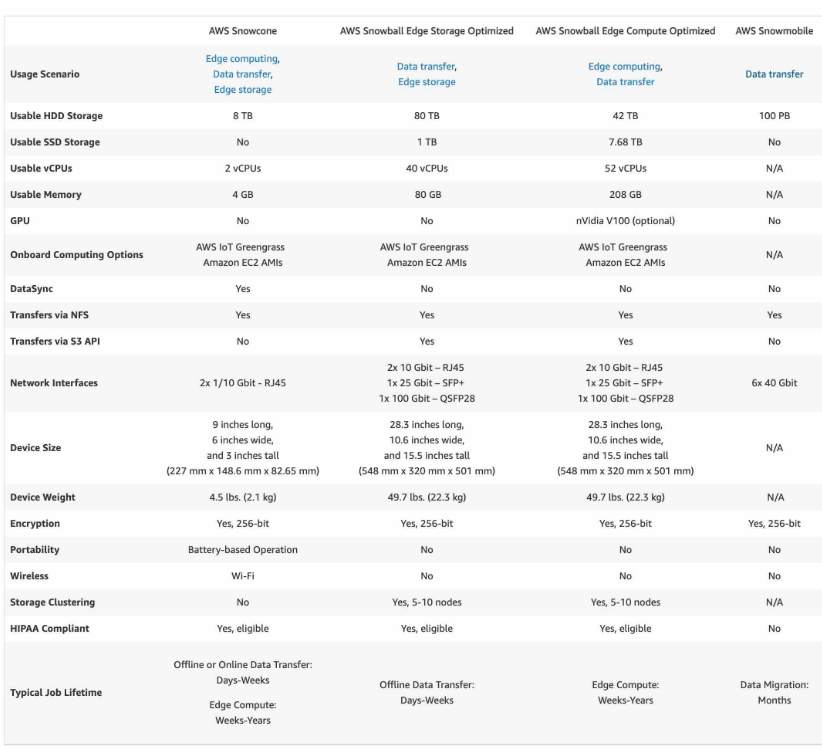 AWS Snowcone AWS Snowball Edge Storage Optimized AWS Snowball Edge Compute Optimized AWS Snowmobile
Usage Scenario
Edge computing,
Data transfer,
Edge storage
Data transfer,
Edge storage
Edge computing,
Data transfer
Data transfer
Usable HDD Storage 8 TB 80 TB 42 TB 100 PB
Usable SSD Storage No 1 TB 7.68 TB No
Usable vCPUs 2 vCPUs 40 vCPUs 52 vCPUs N/A
Usable Memory 4 GB 80 GB 208 GB N/A
GPU No No nVidia V100 (optional) No
Onboard Computing Options
AWS IoT Greengrass
Amazon EC2 AMIs
AWS IoT Greengrass
Amazon EC2 AMIs
AWS IoT Greengrass
Amazon EC2 AMIs
N/A
DataSync Yes No No No
Transfers via NFS Yes Yes Yes Yes
Transfers via S3 API No Yes Yes No
Network Interfaces
2x 1/10 Gbit - RJ45
2x 10 Gbit – RJ45
1x 25 Gbit – SFP+
1x 100 Gbit – QSFP28
2x 10 Gbit – RJ45
1x 25 Gbit – SFP+
1x 100 Gbit – QSFP28
6x 40 Gbit
Device Size
9 inches long,
6 inches wide,
and 3 inches tall
(227 mm x 148.6 mm x 82.65 mm)
28.3 inches long,
10.6 inches wide,
and 15.5 inches tall
(548 mm x 320 mm x 501 mm)
28.3 inches long,
10.6 inches wide,
and 15.5 inches tall
(548 mm x 320 mm x 501 mm)
N/A
Device Weight 4.5 lbs. (2.1 kg) 49.7 lbs. (22.3 kg) 49.7 lbs. (22.3 kg) N/A
Encryption Yes, 256-bit Yes, 256-bit Yes, 256-bit Yes, 256-bit
Portability Battery-based Operation No No No
Wireless Wi-Fi No No No
Storage Clustering No Yes, 5-10 nodes Yes, 5-10 nodes N/A
HIPAA Compliant Yes, eligible Yes, eligible Yes, eligible No
Typical Job Lifetime
Offline or Online Data Transfer:
Days-Weeks
Edge Compute:
Weeks-Years
Offline Data Transfer:
Days-Weeks
Edge Compute:
Weeks-Years
Data Migration:
Months